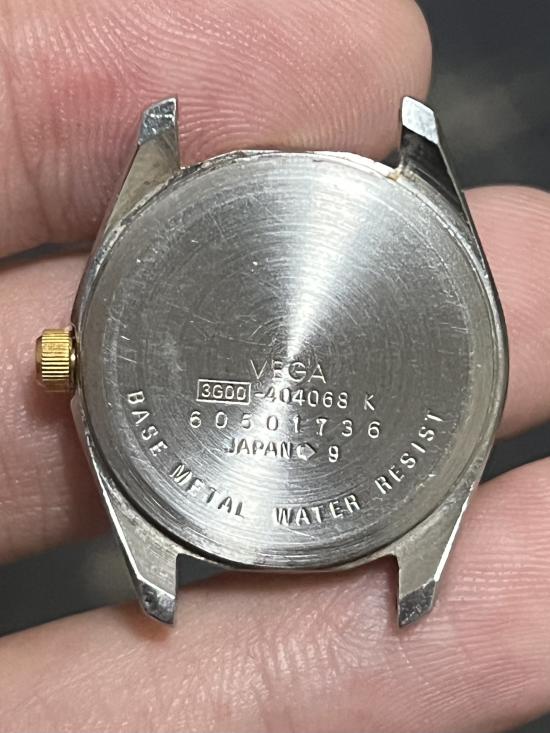 VEGA
3G00-404068 K
60501736
JAPAN <> 9
BASE METAL WATER RESIST